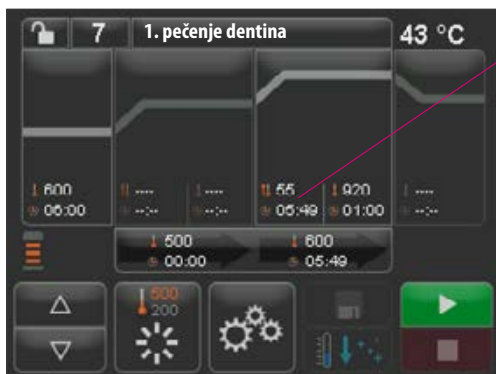 7 1. pečenje dentina 43 °C
600 ---- ---- 55 920 ----
06:00 --:- --:- 05:49 01:00 --:-
500 600
00:00 05:49
500
200